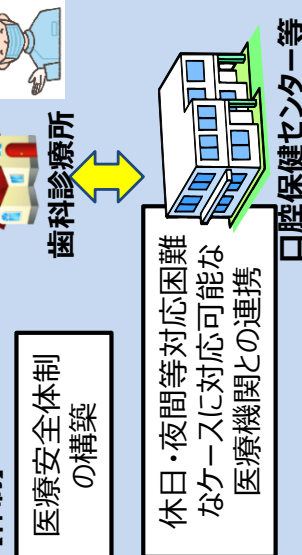 歯科診療所
医療安全体制
の構築
休日・夜間等対応困難
なケースに対応可能な
医療機関との連携
口腔保健センター等